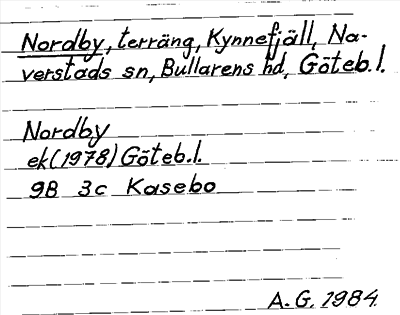 Nordby, terräng, Kynnefjäll, Na-
verstads sn, Bullarens hd, Göteb.l.
Nordby
ek(1978) Göteb.l.
9B 3c Kasebo
A.G. 1984.